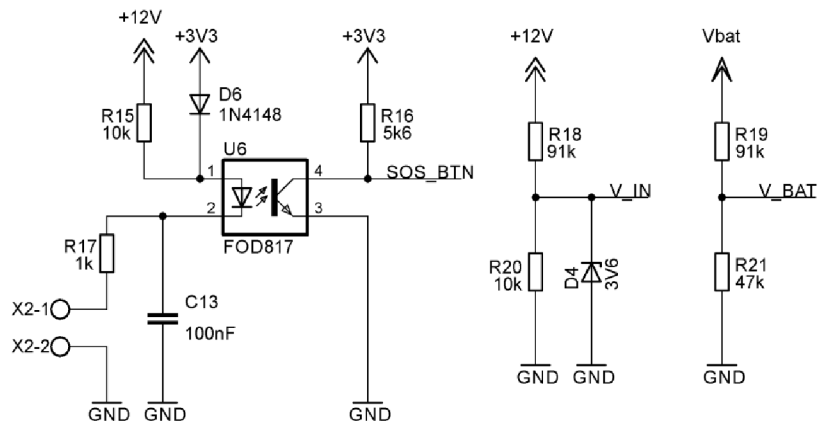 +12V
+3V3
+3V3
+12V
Vbat
D6
1N4148
R15
10k
R16
5k6
R18
91k
R19
91k
U6
1
4
SOS_BTN
V_IN
V_BAT
2
3
FOD817
R17
1k
R20
10k
D4
3V6
R21
47k
X2-1
C13
100nF
X2-2
GND
GND
GND
GND
GND
GND